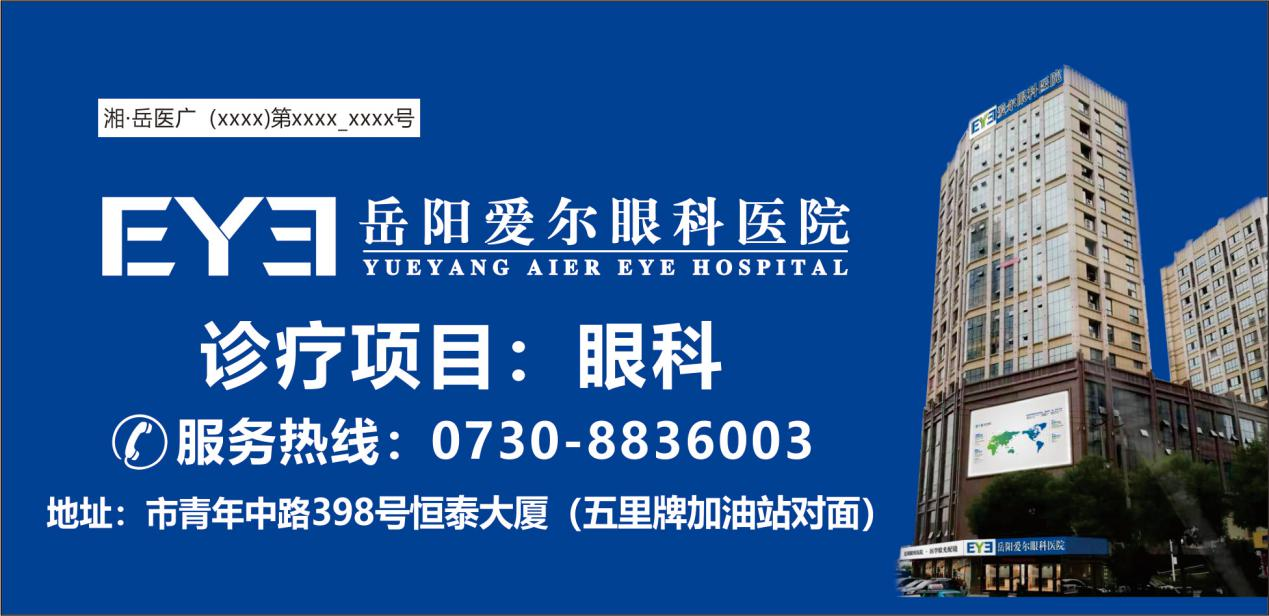 湘·岳医广 (xxxx)第xxxx_xxxx号
EYE 岳阳爱尔眼科医院
YUEYANG AIER EYE HOSPITAL
诊疗项目：眼科
服务热线：0730-8836003
地址：市青年中路398号恒泰大厦（五里牌加油站对面）
EYE 爱尔眼科医院
EYE 岳阳爱尔眼科医院